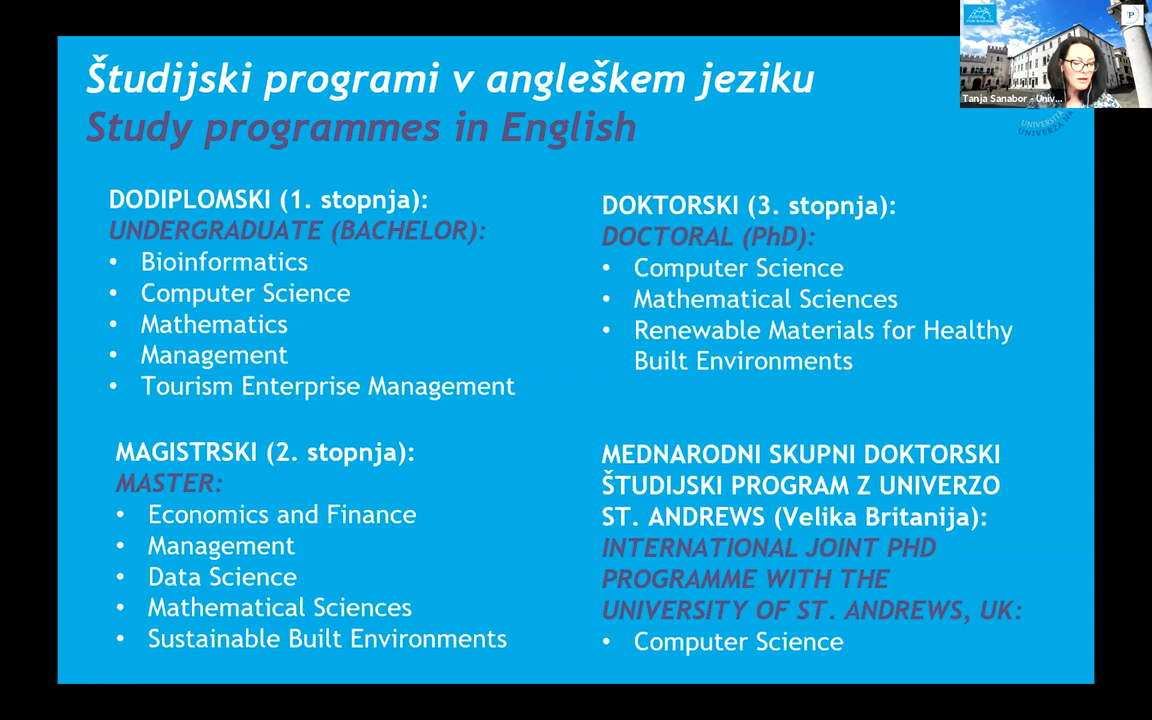 Študijski programi v angleškem jeziku
Study programmes in English
DODIPLOMSKI (1. stopnja):
UNDERGRADUATE (BACHELOR):
• Bioinformatics
• Computer Science
• Mathematics
• Management
• Tourism Enterprise Management
MAGISTRSKI (2. stopnja):
MASTER:
• Economics and Finance
• Management
• Data Science
• Mathematical Sciences
• Sustainable Built Environments
DOKTORSKI (3. stopnja):
DOCTORAL (PhD):
• Computer Science
• Mathematical Sciences
• Renewable Materials for Healthy
Built Environments
MEDNARODNI SKUPNI DOKTORSKI
ŠTUDIJSKI PROGRAM Z UNIVERZO
ST. ANDREWS (Velika Britanija):
INTERNATIONAL JOINT PHD
PROGRAMME WITH THE
UNIVERSITY OF ST. ANDREWS, UK:
• Computer Science
Tanja Sanabor - Univ...
UNIVERSITÀ
UNIVERZA NA